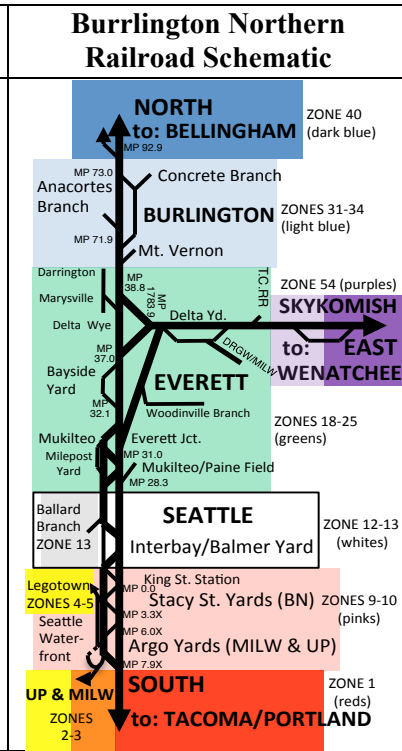 Burrlington Northern
Railroad Schematic
NORTH
to: BELLINGHAM
ZONE 40
(dark blue)
MP 92.9
MP 73.0
Concrete Branch
Anacortes
Branch
BURLINGTON
ZONES 31-34
(light blue)
MP 71.9
Mt. Vernon
Darrington
MP
38.8
MP
1783.9
T.C.RR
ZONE 54 (purples)
Marysville
Delta Yd.
SKYKOMISH
Delta Wye
to: EAST
DRGW/MILW
WENATCHEE
MP
37.0
Bayside
Yard
EVERETT
MP
32.1
Woodinville Branch
ZONES 18-25
(greens)
Mukilteo
Everett Jct.
Milepost
Yard
MP 31.0
Mukilteo/Paine Field
MP 28.3
Ballard
Branch
ZONE 13
SEATTLE
Interbay/Balmer Yard
ZONE 12-13
(whites)
King St. Station
Legotown
ZONES 4-5
MP 0.0
Stacy St. Yards (BN)
ZONES 9-10
(pinks)
MP 3.3X
Seattle
Water-
front
MP 6.0X
Argo Yards (MILW & UP)
MP 7.9X
UP & MILW
SOUTH
ZONE 1
(reds)
ZONES
2-3
to: TACOMA/PORTLAND